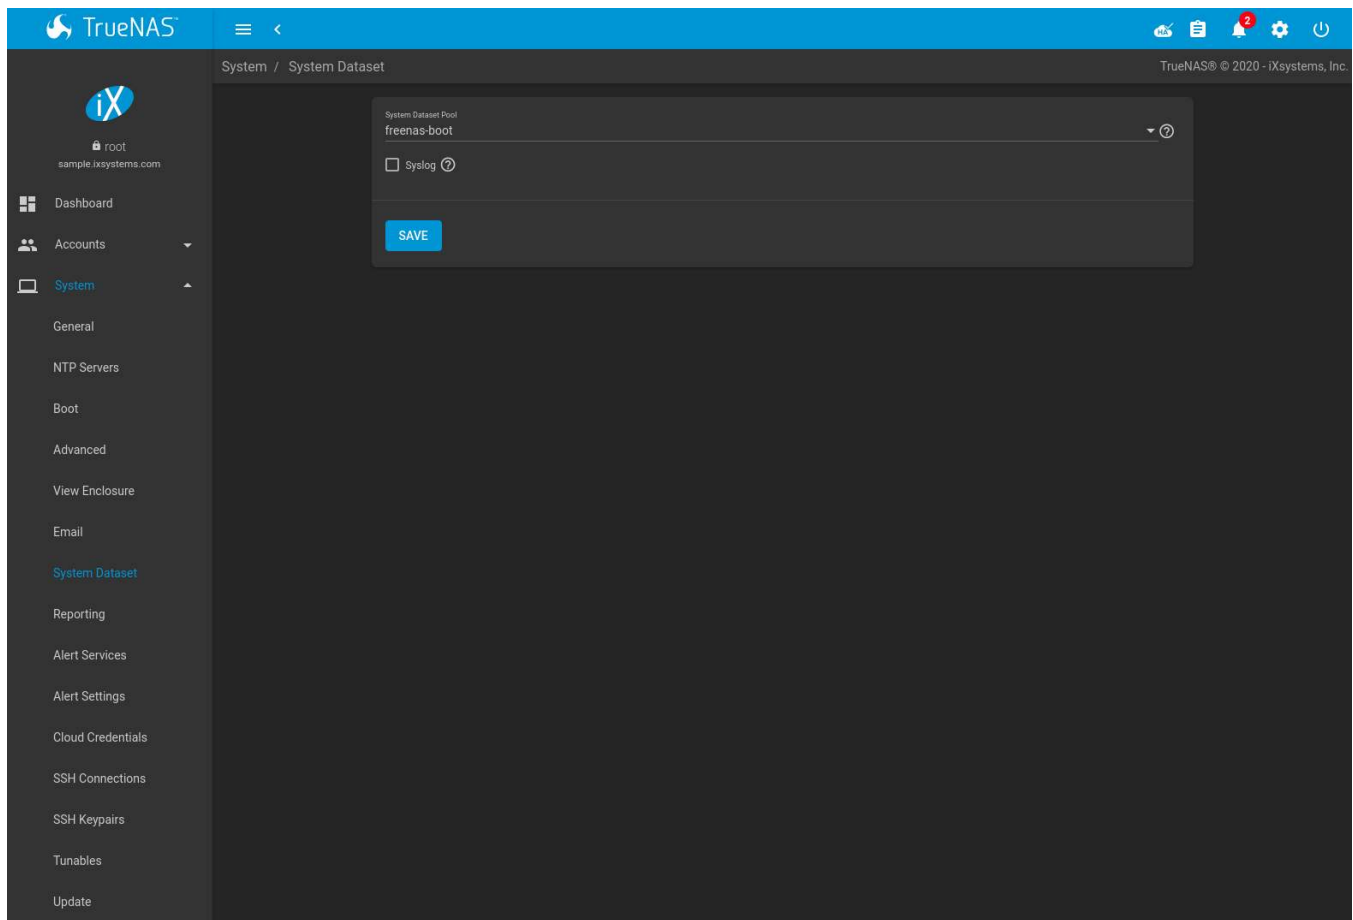 TrueNAS
HA
2
System / System Dataset
TrueNAS® © 2020 - iXsystems, Inc.
iX
root
sample.ixsystems.com
Dashboard
Accounts
System
General
NTP Servers
Boot
Advanced
View Enclosure
Email
System Dataset
Reporting
Alert Services
Alert Settings
Cloud Credentials
SSH Connections
SSH Keypairs
Tunables
Update
System Dataset Pool
freenas-boot
Syslog
SAVE